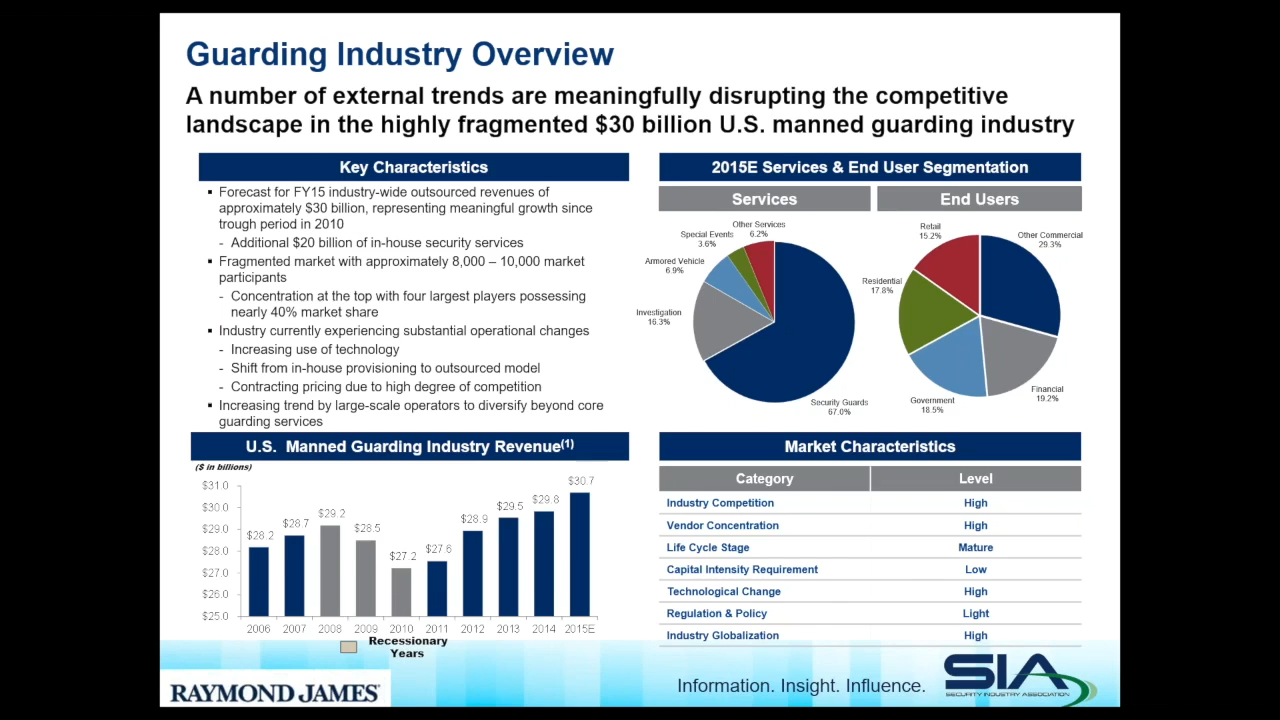 Guarding Industry Overview
A number of external trends are meaningfully disrupting the competitive
landscape in the highly fragmented $30 billion U.S. manned guarding industry
Key Characteristics
▪ Forecast for FY15 industry-wide outsourced revenues of
approximately $30 billion, representing meaningful growth since
trough period in 2010
- Additional $20 billion of in-house security services
▪ Fragmented market with approximately 8,000 – 10,000 market
participants
- Concentration at the top with four largest players possessing
nearly 40% market share
▪ Industry currently experiencing substantial operational changes
- Increasing use of technology
- Shift from in-house provisioning to outsourced model
- Contracting pricing due to high degree of competition
▪ Increasing trend by large-scale operators to diversify beyond core
guarding services
2015E Services & End User Segmentation
Services
Other Services
6.2%
Special Events
3.6%
Armored Vehicle
6.9%
Investigation
16.3%
Security Guards
67.0%
End Users
Retail
15.2%
Other Commercial
29.3%
Residential
17.8%
Government
18.5%
Financial
19.2%
U.S. Manned Guarding Industry Revenue(1)
($ in billions)
$31.0
$30.0
$29.0
$28.0
$27.0
$26.0
$25.0
$28.2
$28.7
$29.2
$28.5
$27.2
$27.6
$28.9
$29.5
$29.8
$30.7
2006 2007 2008 2009 2010 2011 2012 2013 2014 2015E
Recessionary
Years
Market Characteristics
Category Level
Industry Competition High
Vendor Concentration High
Life Cycle Stage Mature
Capital Intensity Requirement Low
Technological Change High
Regulation & Policy Light
Industry Globalization High
RAYMOND JAMES®
Information. Insight. Influence.
SIA
SECURITY INDUSTRY ASSOCIATION